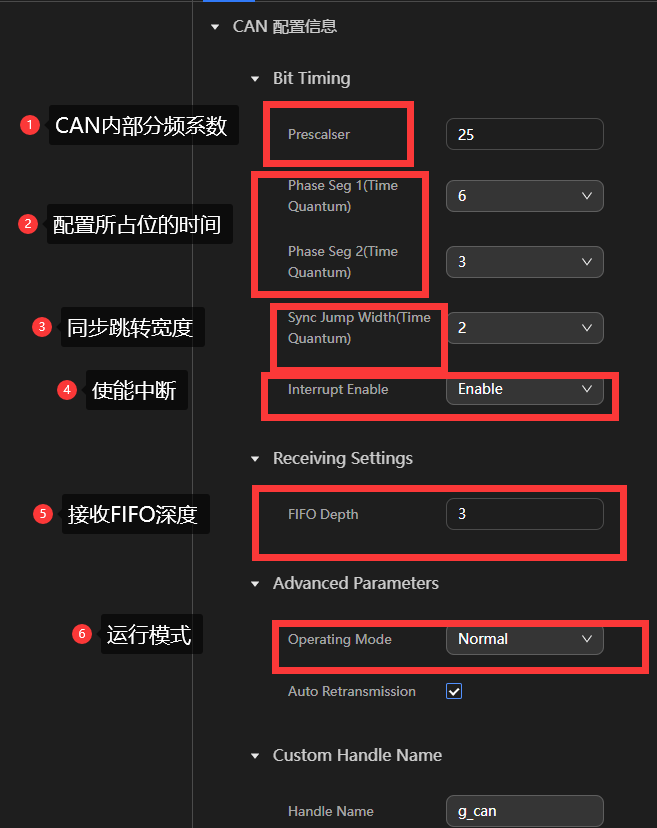 CAN 配置信息
Bit Timing
1 CAN内部分频系数
Prescalser
25
Phase Seg 1(Time
Quantum)
6
2 配置所占位的时间
Phase Seg 2(Time
Quantum)
3
3 同步跳转宽度
Sync Jump Width(Time
Quantum)
2
4 使能中断
Interrupt Enable
Enable
Receiving Settings
5 接收FIFO深度
FIFO Depth
3
Advanced Parameters
6 运行模式
Operating Mode
Normal
Auto Retransmission
Custom Handle Name
Handle Name
g_can